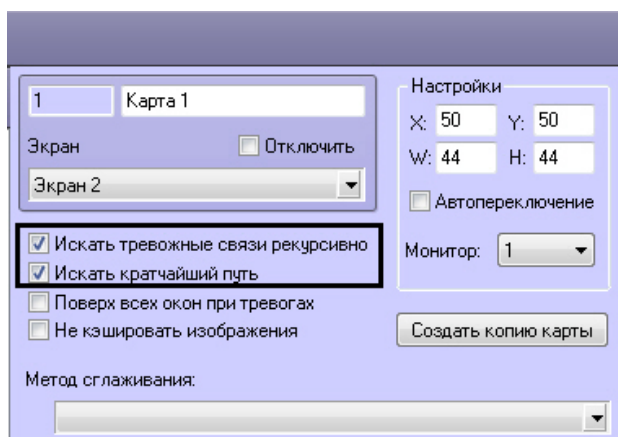 1 Карта 1
Экран Отключить
Экран 2
Искать тревожные связи рекурсивно
Искать кратчайший путь
Поверх всех окон при тревогах
Не кэшировать изображения
Метод сглаживания:
Настройки
X: 50 Y: 50
W: 44 H: 44
Автопереключение
Монитор: 1
Создать копию карты